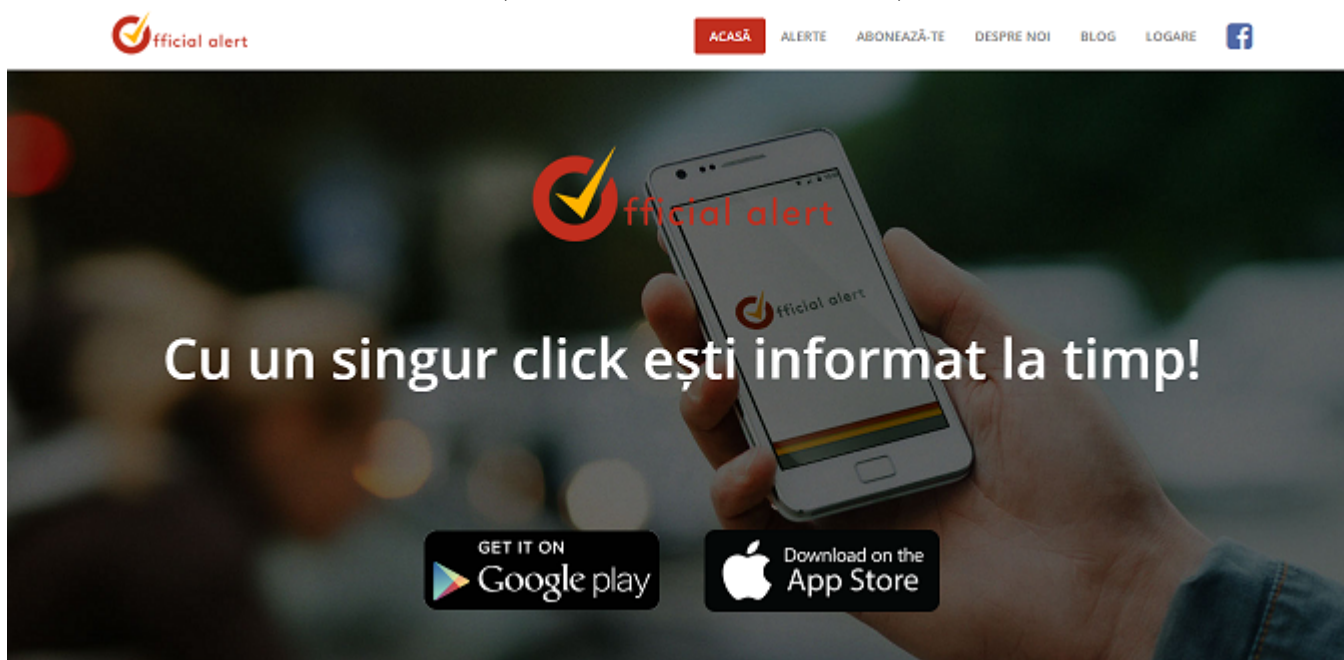 fficial alert
ACASĂ ALERTE ABONEAZĂ-TE DESPRE NOI BLOG LOGARE f
fficial alert
fficial alert
Cu un singur click ești informat la timp!
GET IT ON
Google play
Download on the
App Store